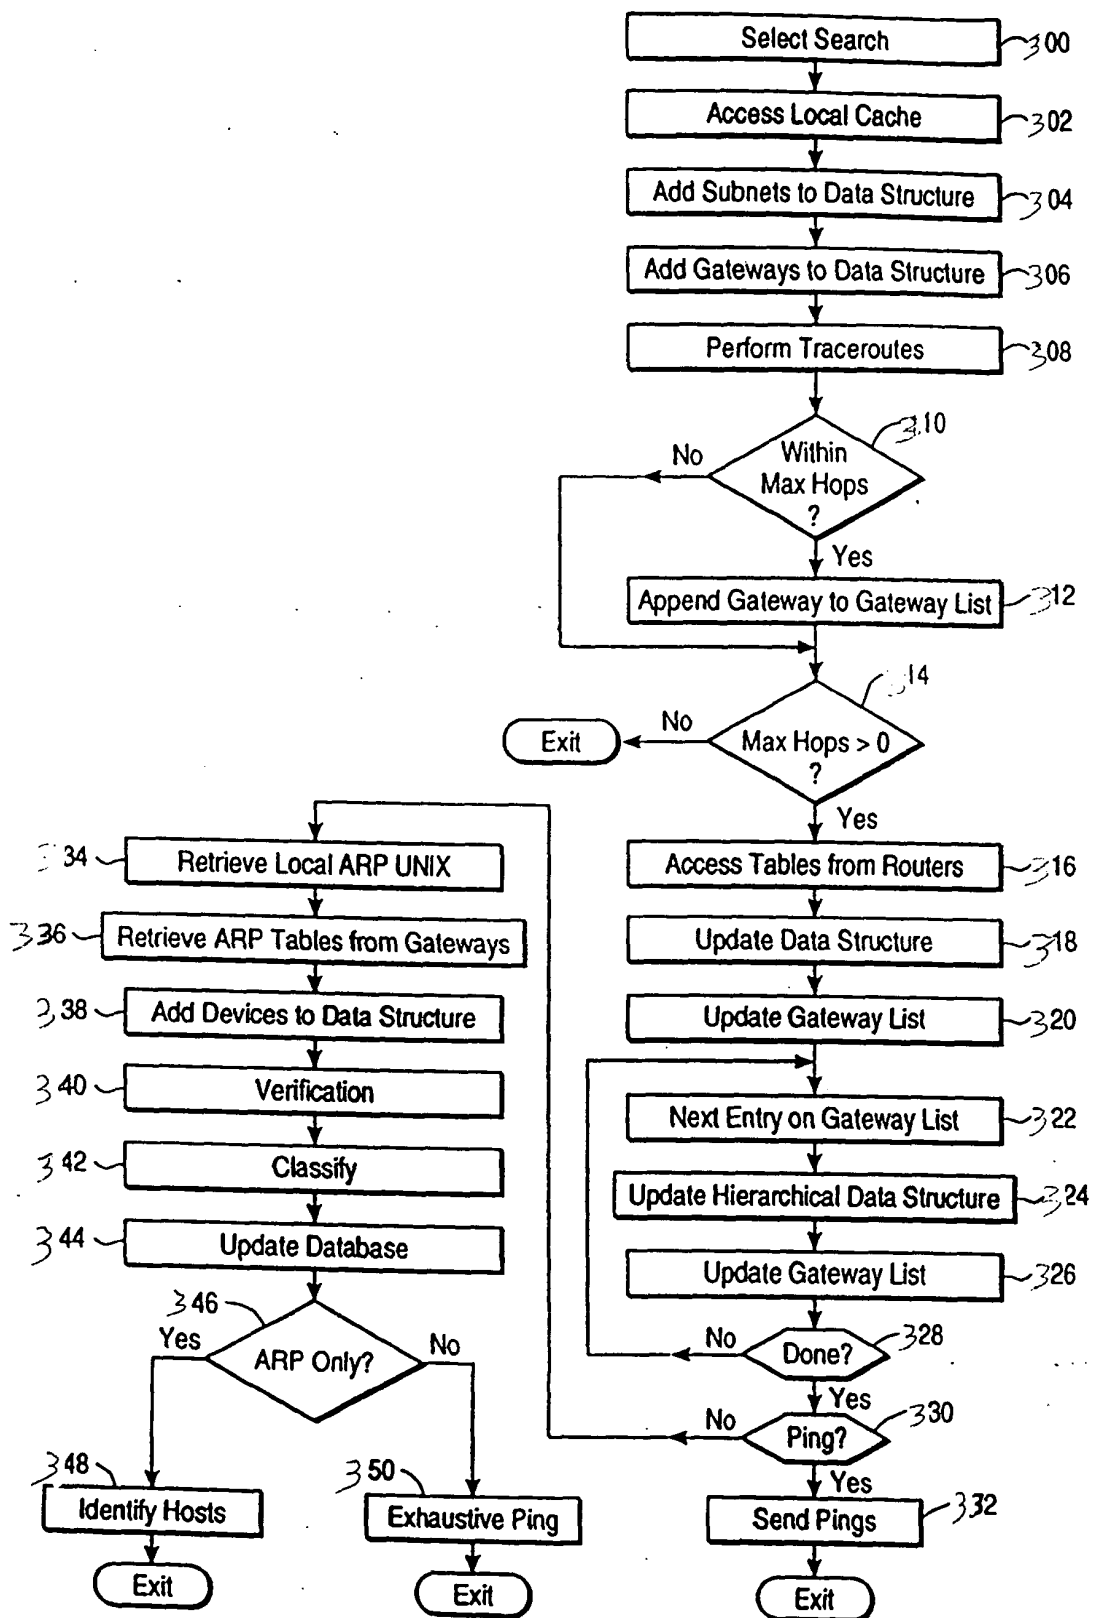 Select Search 300
Access Local Cache 302
Add Subnets to Data Structure 304
Add Gateways to Data Structure 306
Perform Traceroutes 308
310
Within
Max Hops
?
No
Yes
Append Gateway to Gateway List 312
314
Max Hops > 0
?
No
Exit
Yes
Access Tables from Routers 316
Update Data Structure 318
Update Gateway List 320
Next Entry on Gateway List 322
Update Hierarchical Data Structure 324
Update Gateway List 326
Done? 328
No
Yes
Ping? 330
No
Yes
Send Pings 332
Exit
334 Retrieve Local ARP UNIX
336 Retrieve ARP Tables from Gateways
338 Add Devices to Data Structure
340 Verification
342 Classify
344 Update Database
346
ARP Only?
Yes
No
348
Identify Hosts
Exit
350
Exhaustive Ping
Exit